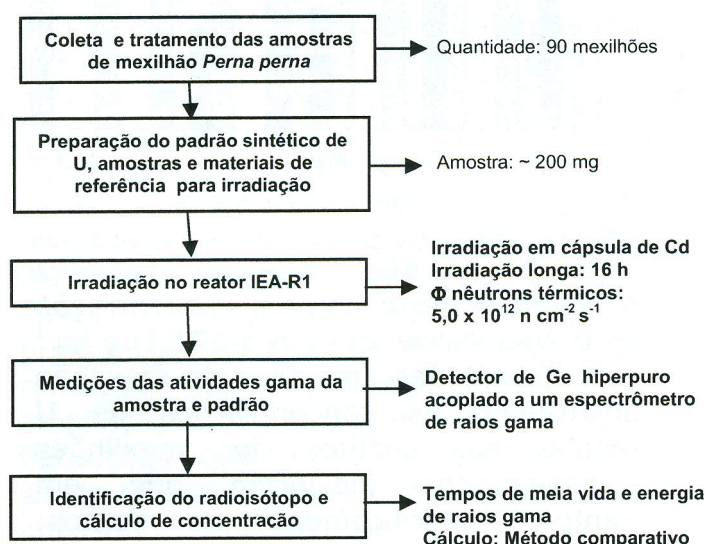 Coleta e tratamento das amostras
de mexilhão Perna perna
Quantidade: 90 mexilhões
Preparação do padrão sintético de
U, amostras e materiais de
referência para irradiação
Amostra: ~ 200 mg
Irradiação no reator IEA-R1
Irradiação em cápsula de Cd
Irradiação longa: 16 h
Φ nêutrons térmicos:
5,0 x 10¹² n cm⁻² s⁻¹
Medições das atividades gama da
amostra e padrão
Detector de Ge hiperpuro
acoplado a um espectrômetro
de raios gama
Identificação do radioisótopo e
cálculo de concentração
Tempos de meia vida e energia
de raios gama
Cálculo: Método comparativo